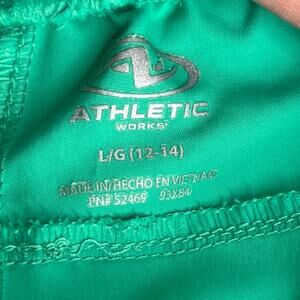 ATHLETIC
WORKS
L/G (12-14)
MADE IN/HECHO EN VIETNAM
PN# 52469 93X84